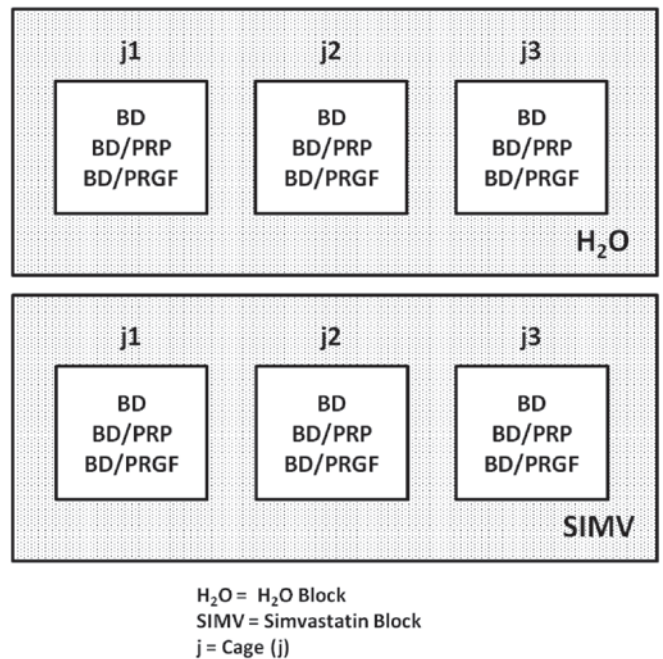 j1 j2 j3
BD BD BD
BD/PRP BD/PRP BD/PRP
BD/PRGF BD/PRGF BD/PRGF
H₂O
j1 j2 j3
BD BD BD
BD/PRP BD/PRP BD/PRP
BD/PRGF BD/PRGF BD/PRGF
SIMV
H₂O = H₂O Block
SIMV = Simvastatin Block
j = Cage (j)